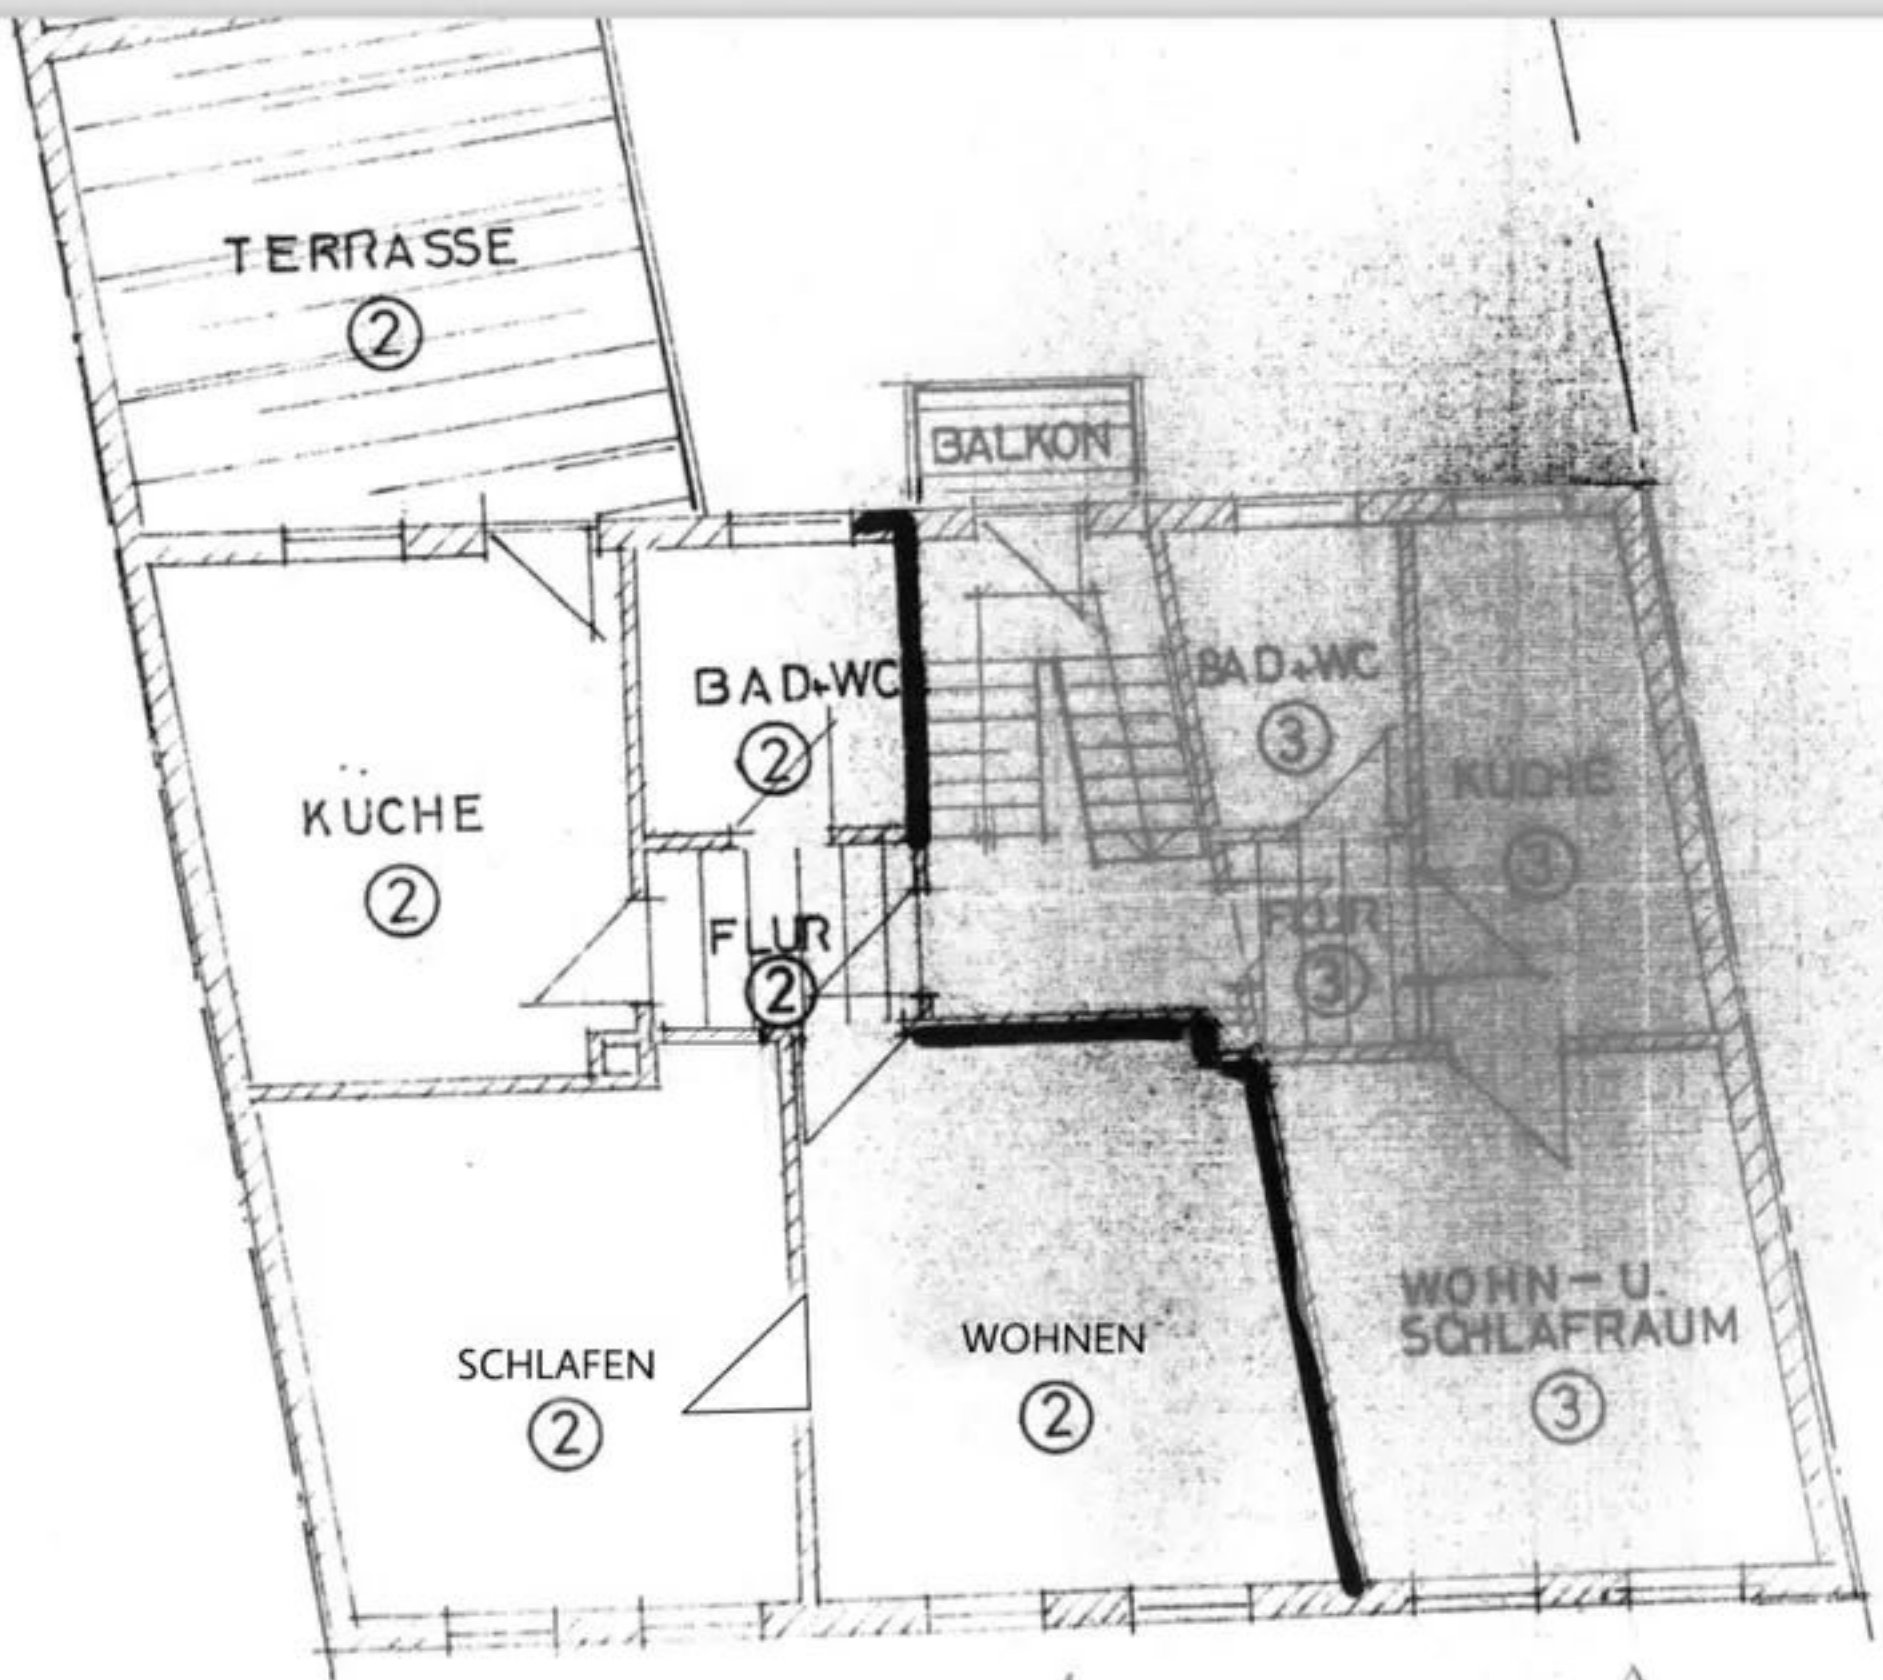 TERRASSE
②
BALKON
BAD+WC
②
BAD+WC
③
KÜCHE
③
KÜCHE
②
FLUR
②
FLUR
③
WOHN-U.
SCHLAFRAUM
③
WOHNEN
②
SCHLAFEN
②